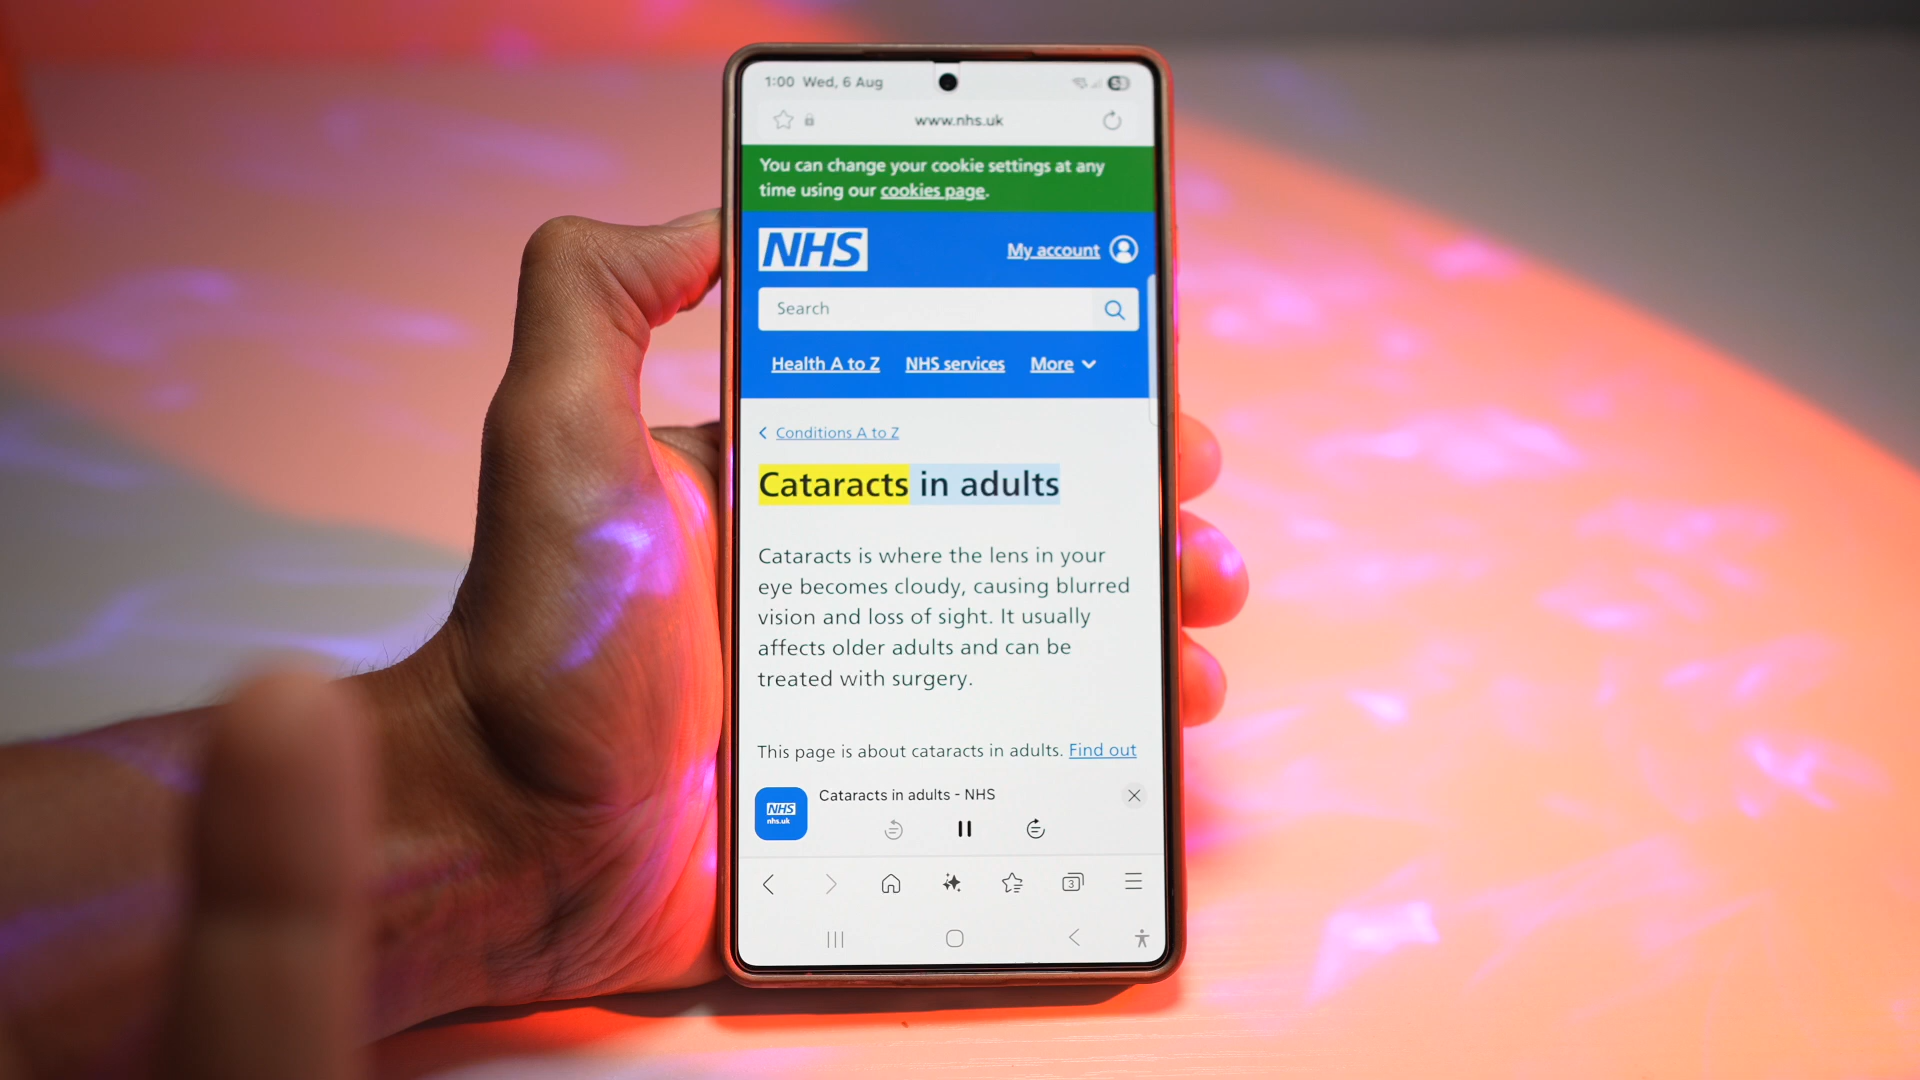 1:00 Wed, 6 Aug
www.nhs.uk
You can change your cookie settings at any
time using our cookies page.
NHS
My account
Search
Health A to Z NHS services More
Conditions A to Z
Cataracts in adults
Cataracts is where the lens in your
eye becomes cloudy, causing blurred
vision and loss of sight. It usually
affects older adults and can be
treated with surgery.
This page is about cataracts in adults. Find out
Cataracts in adults - NHS
NHS
nhs.uk
3